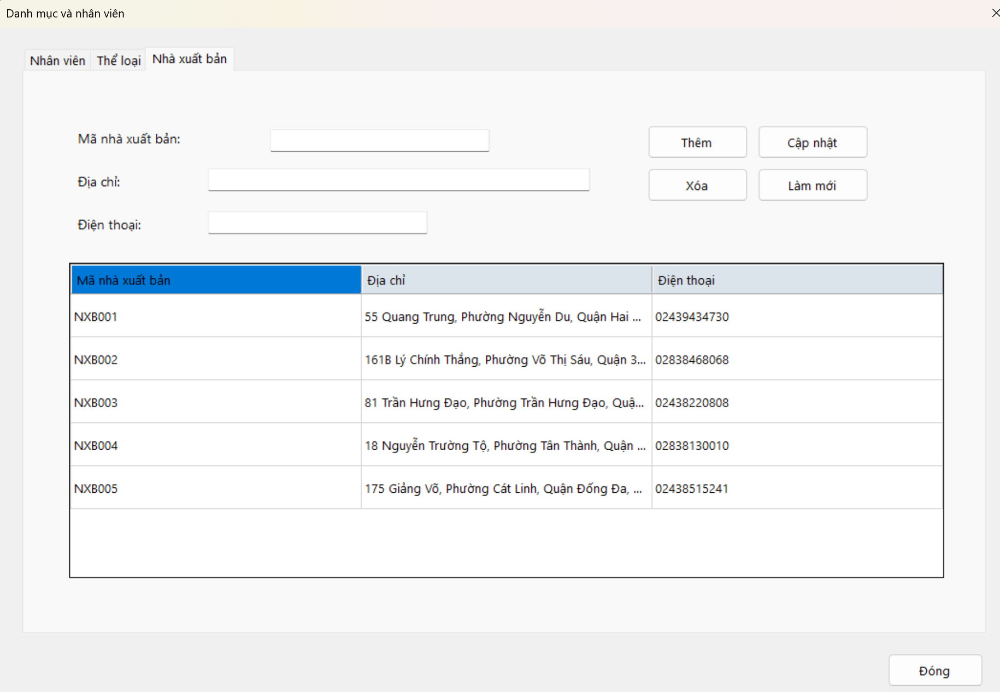 Danh mục và nhân viên
Nhân viên Thể loại Nhà xuất bản
Mã nhà xuất bản:
Thêm Cập nhật
Địa chỉ:
Xóa Làm mới
Điện thoại:
Mã nhà xuất bản Địa chỉ Điện thoại
NXB001 55 Quang Trung, Phường Nguyễn Du, Quận Hai ... 02439434730
NXB002 161B Lý Chính Thắng, Phường Võ Thị Sáu, Quận 3... 02838468068
NXB003 81 Trần Hưng Đạo, Phường Trần Hưng Đạo, Quậ... 02438220808
NXB004 18 Nguyễn Trường Tộ, Phường Tân Thành, Quận ... 02838130010
NXB005 175 Giảng Võ, Phường Cát Linh, Quận Đống Đa, ... 02438515241
Đóng